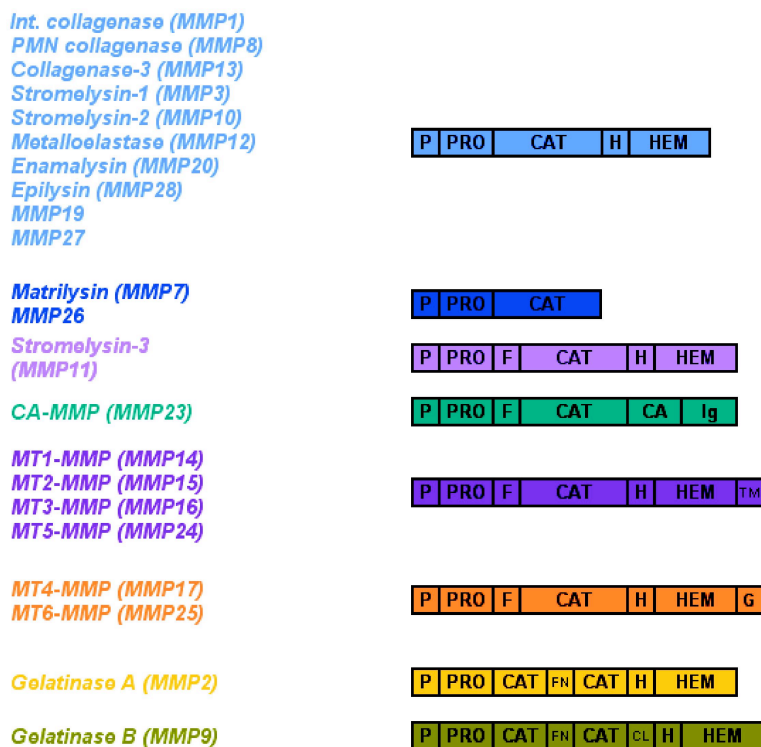 Int. collagenase (MMP1)
PMN collagenase (MMP8)
Collagenase-3 (MMP13)
Stromelysin-1 (MMP3)
Stromelysin-2 (MMP10)
Metalloelastase (MMP12)
Enamalysin (MMP20)
Epilysin (MMP28)
MMP19
MMP27
P PRO CAT H HEM
Matrilysin (MMP7)
MMP26
P PRO CAT
Stromelysin-3
(MMP11)
P PRO F CAT H HEM
CA-MMP (MMP23)
P PRO F CAT CA Ig
MT1-MMP (MMP14)
MT2-MMP (MMP15)
MT3-MMP (MMP16)
MT5-MMP (MMP24)
P PRO F CAT H HEM TM
MT4-MMP (MMP17)
MT6-MMP (MMP25)
P PRO F CAT H HEM G
Gelatinase A (MMP2)
P PRO CAT FN CAT H HEM
Gelatinase B (MMP9)
P PRO CAT FN CAT CL H HEM